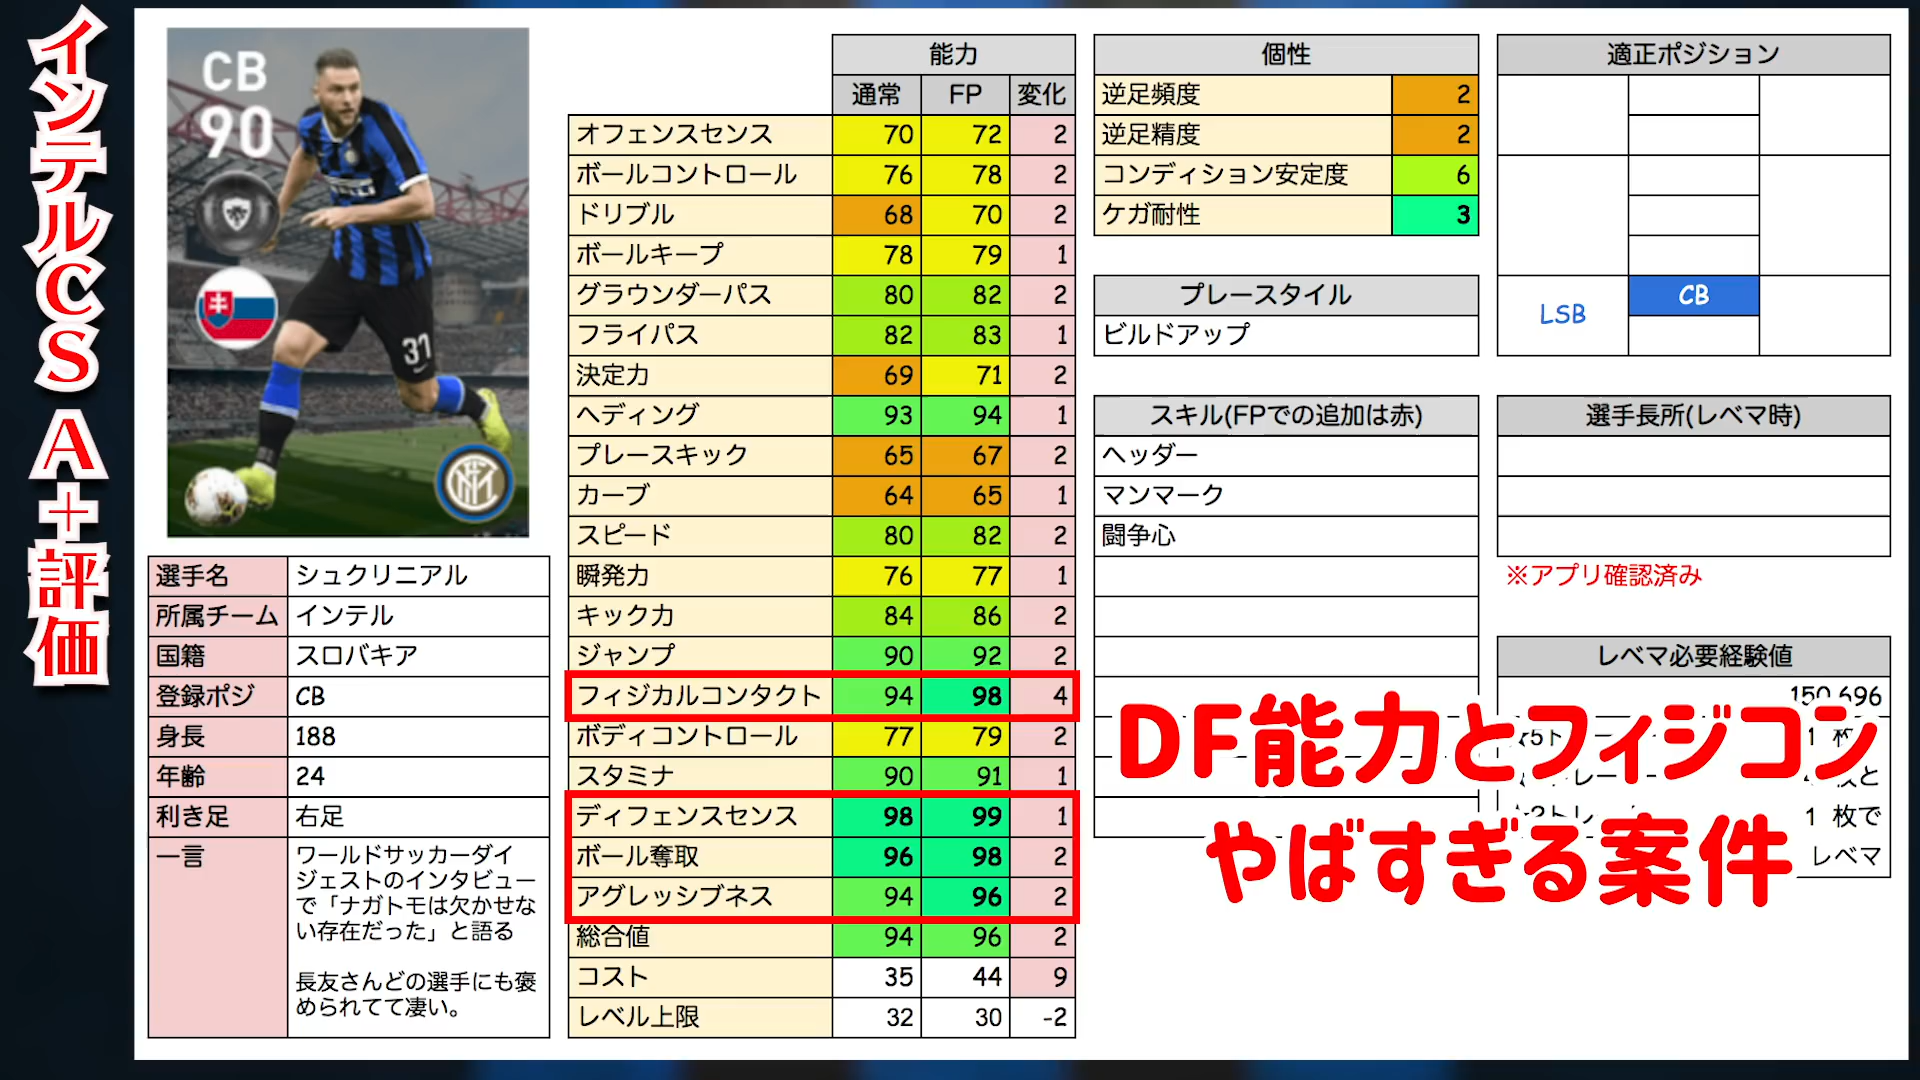 インテルCS A+評価
CB
90
37
選手名 シュクリニアル
所属チーム インテル
国籍 スロバキア
登録ポジ CB
身長 188
年齢 24
利き足 右足
一言 ワールドサッカーダイ
ジェストのインタビュー
で「ナガトモは欠かせな
い存在だった」と語る
長友さんどの選手にも褒
められてて凄い。
能力
通常 FP 変化
オフェンスセンス 70 72 2
ボールコントロール 76 78 2
ドリブル 68 70 2
ボールキープ 78 79 1
グラウンダーパス 80 82 2
フライパス 82 83 1
決定力 69 71 2
ヘディング 93 94 1
プレースキック 65 67 2
カーブ 64 65 1
スピード 80 82 2
瞬発力 76 77 1
キック力 84 86 2
ジャンプ 90 92 2
フィジカルコンタクト 94 98 4
ボディコントロール 77 79 2
スタミナ 90 91 1
ディフェンスセンス 98 99 1
ボール奪取 96 98 2
アグレッシブネス 94 96 2
総合値 94 96 2
コスト 35 44 9
レベル上限 32 30 -2
個性
逆足頻度 2
逆足精度 2
コンディション安定度 6
ケガ耐性 3
プレースタイル
ビルドアップ
スキル(FPでの追加は赤)
ヘッダー
マンマーク
闘争心
適正ポジション
CB
LSB
選手長所(レベマ時)
※アプリ確認済み
レベマ必要経験値
150,696
1 枚で
レベマ
DF能力とフィジコン
やばすぎる案件